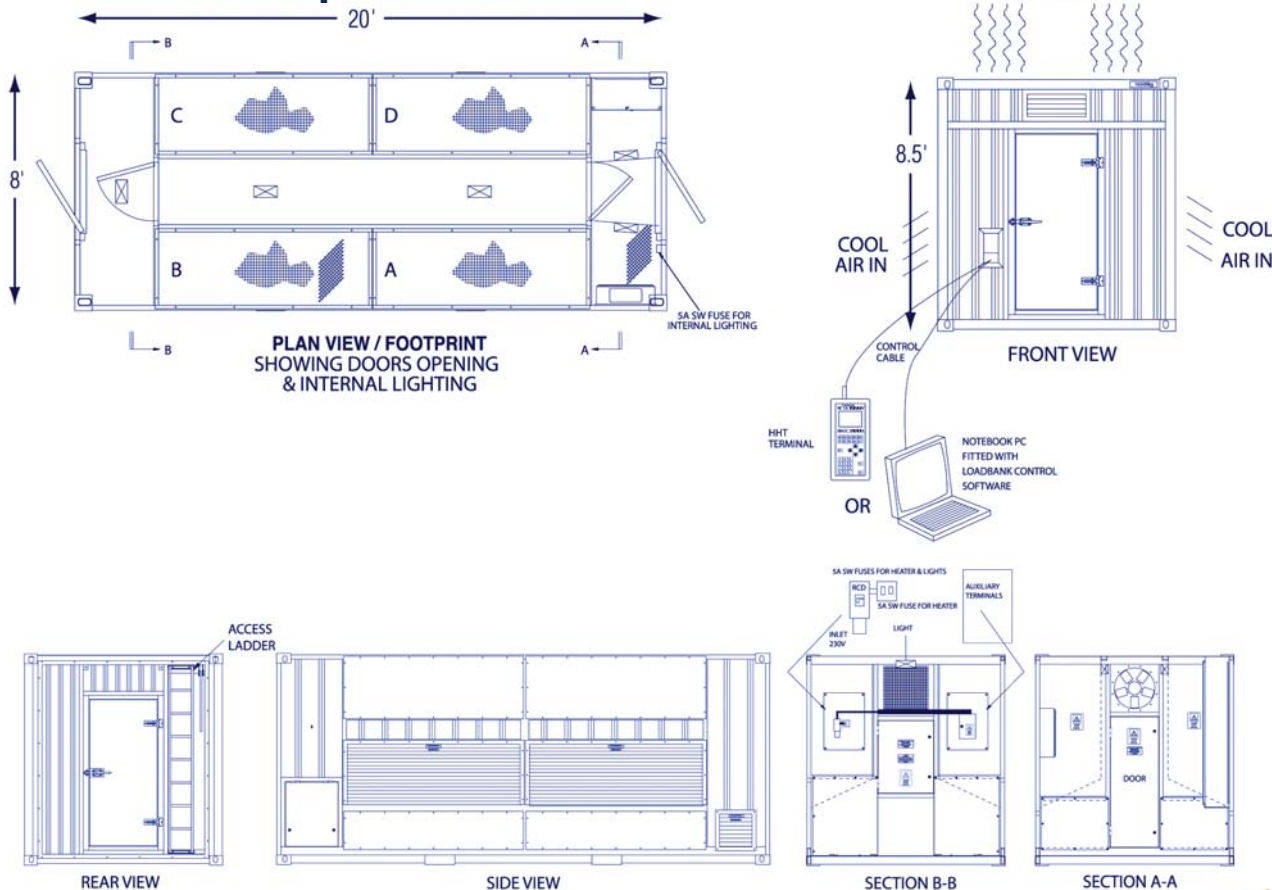 20'
B
A
8'
C
D
B
A
5A SW FUSE FOR
INTERNAL LIGHTING
B
A
PLAN VIEW / FOOTPRINT
SHOWING DOORS OPENING
& INTERNAL LIGHTING
8.5'
COOL
AIR IN
COOL
AIR IN
CONTROL
CABLE
FRONT VIEW
HHT
TERMINAL
OR
NOTEBOOK PC
FITTED WITH
LOADBANK CONTROL
SOFTWARE
ACCESS
LADDER
REAR VIEW
SIDE VIEW
5A SW FUSES FOR HEATER & LIGHTS
RCD
5A SW FUSE FOR HEATER
INLET
230V
LIGHT
AUXILIARY
TERMINALS
SECTION B-B
DOOR
SECTION A-A